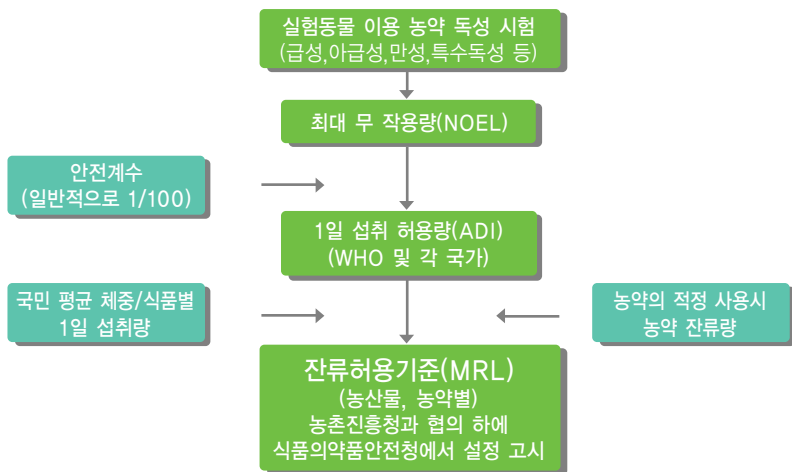 실험동물 이용 농약 독성 시험
(급성,아급성,만성,특수독성 등)
최대 무 작용량(NOEL)
안전계수
(일반적으로 1/100)
1일 섭취 허용량(ADI)
(WHO 및 각 국가)
국민 평균 체중/식품별
1일 섭취량
농약의 적정 사용시
농약 잔류량
잔류허용기준(MRL)
(농산물, 농약별)
농촌진흥청과 협의 하에
식품의약품안전청에서 설정 고시